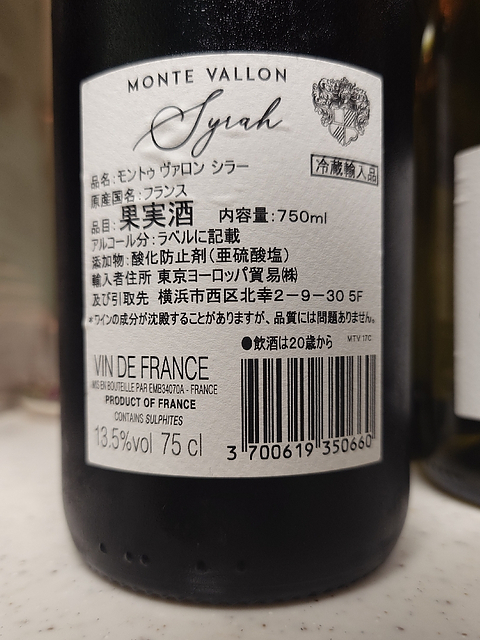 MONTE VALLON
Syrah
冷蔵輸入品
品名：モントゥ ヴァロン シラー
原産国名：フランス
品目：果実酒 内容量：750ml
アルコール分：ラベルに記載
添加物：酸化防止剤（亜硫酸塩）
輸入者住所 東京ヨーロッパ貿易㈱
及び引取先 横浜市西区北幸2-9-30 5F
*ワインの成分が沈殿することがありますが、品質には問題ありません。
●飲酒は20歳から
MTV.17C
VIN DE FRANCE
MIS EN BOUTEILLE PAR EMB34070A - FRANCE
PRODUCT OF FRANCE
CONTAINS SULPHITES
13.5%vol 75 cl
3 700619 350660